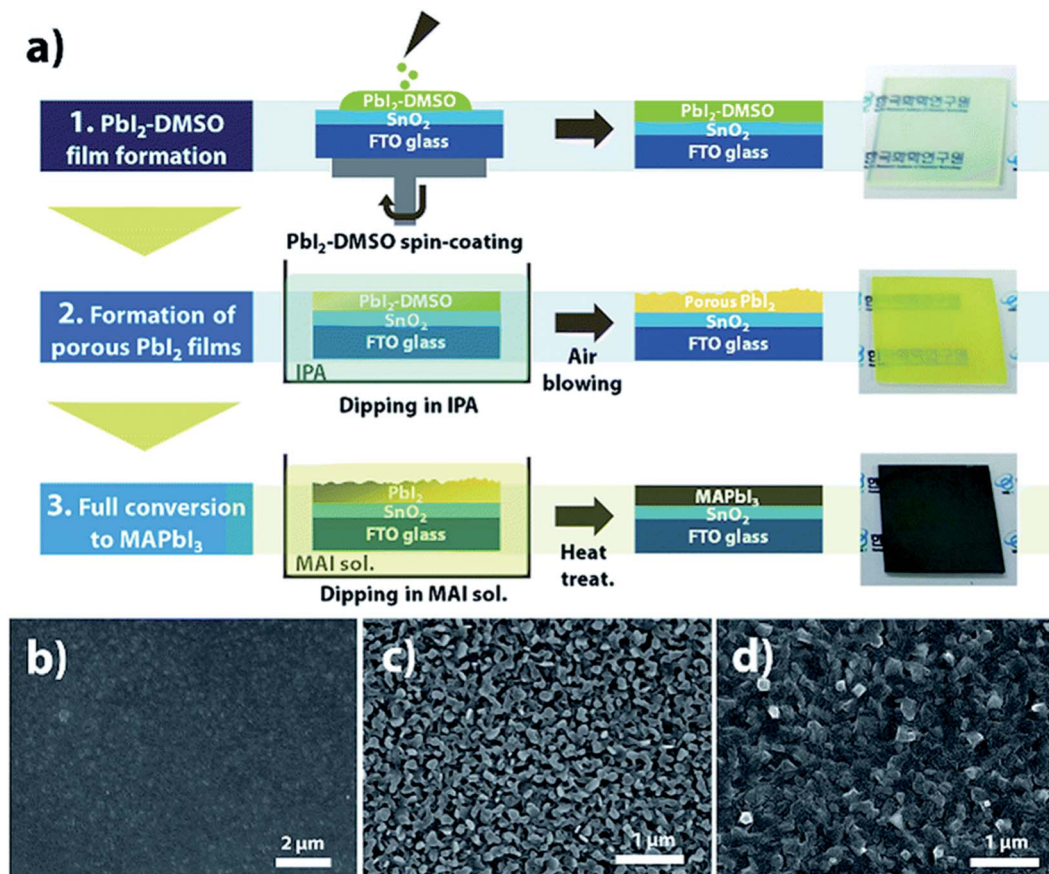 a)
1. PbI₂-DMSO
film formation
PbI₂-DMSO
SnO₂
FTO glass
PbI₂-DMSO spin-coating
PbI₂-DMSO
SnO₂
FTO glass
한국화학연구원
한국화학연구원
2. Formation of
porous PbI₂ films
PbI₂-DMSO
SnO₂
FTO glass
IPA
Dipping in IPA
Air
blowing
Porous PbI₂
SnO₂
FTO glass
3. Full conversion
to MAPbI₃
PbI₂
SnO₂
FTO glass
MAI sol.
Dipping in MAI sol.
Heat
treat.
MAPbI₃
SnO₂
FTO glass
b)
2 μm
c)
1 μm
d)
1 μm